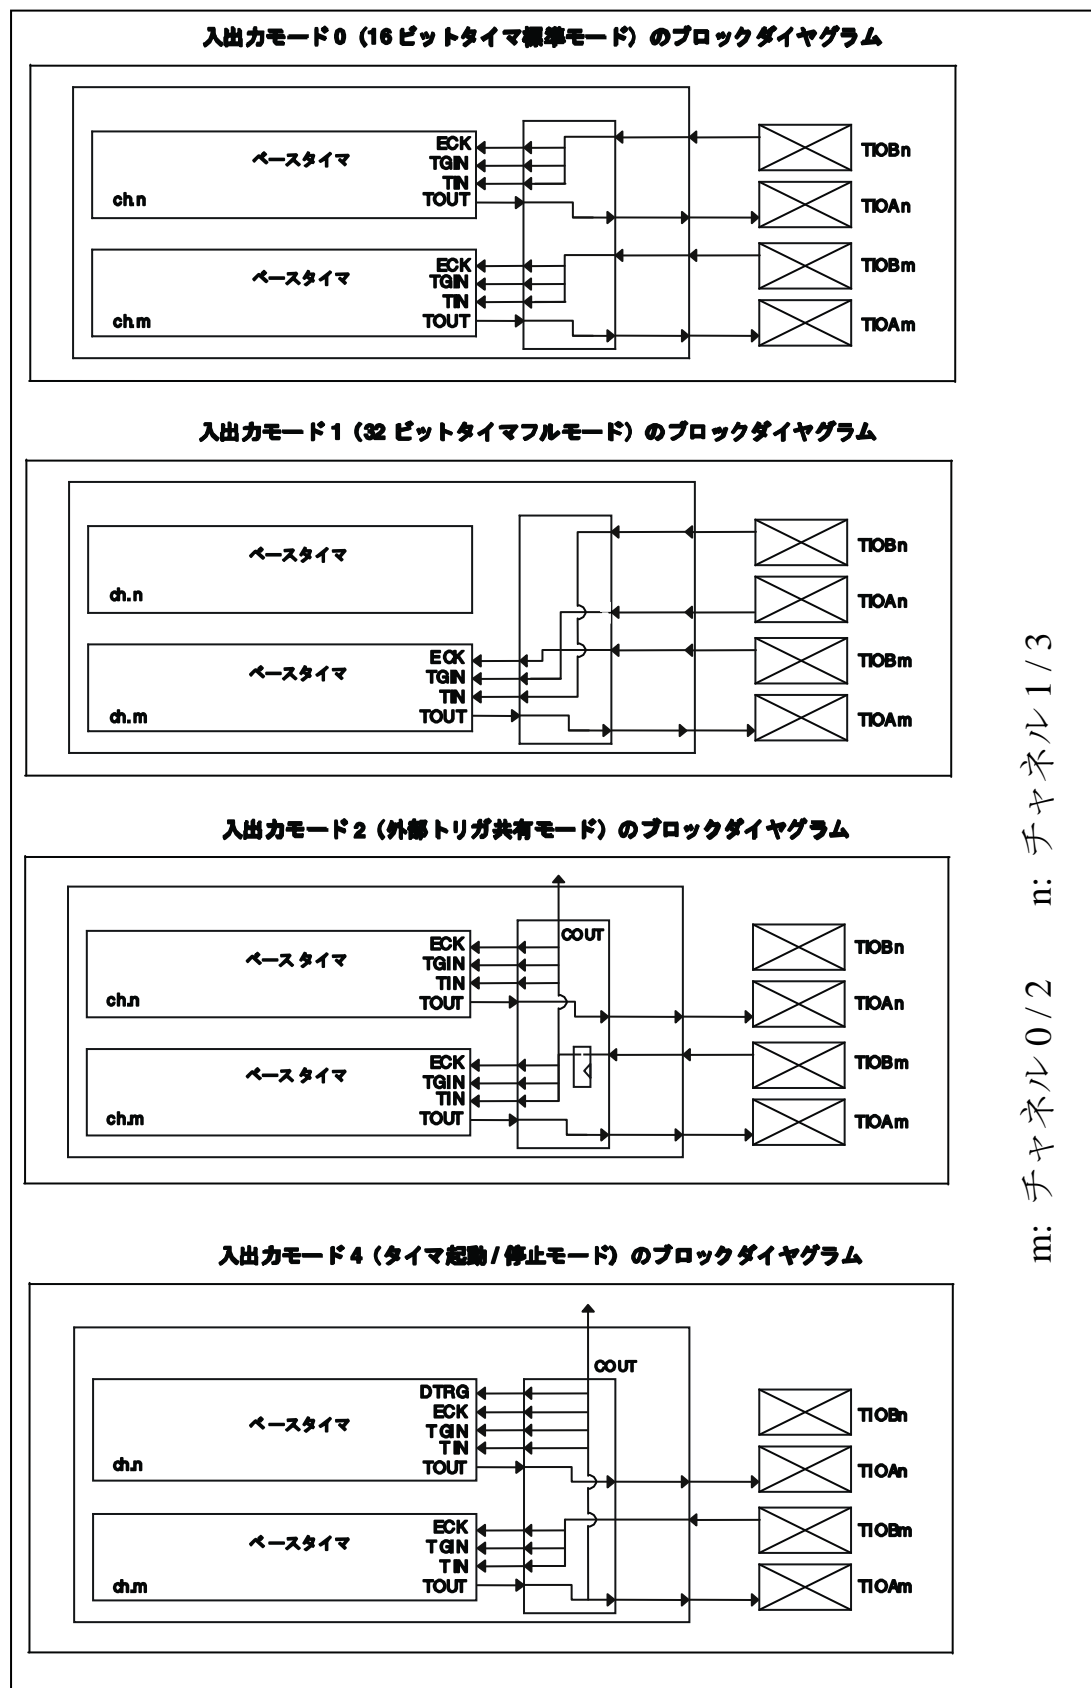 入出力モード 0（16 ビットタイマ標準モード）のブロックダイヤグラム
ECK
ベースタイマ
TGIN
TIN
ch.n
TOUT
TIOBn
TIOAn
ECK
ベースタイマ
TGIN
TIN
ch.m
TOUT
TIOBm
TIOAm
入出力モード 1（32 ビットタイマフルモード）のブロックダイヤグラム
ベースタイマ
ch.n
TIOBn
TIOAn
ECK
ベースタイマ
TGIN
TIN
ch.m
TOUT
TIOBm
TIOAm
入出力モード 2（外部トリガ共有モード）のブロックダイヤグラム
COUT
ECK
ベースタイマ
TGIN
TIN
ch.n
TOUT
TIOBn
TIOAn
ECK
ベースタイマ
TGIN
TIN
ch.m
TOUT
TIOBm
TIOAm
入出力モード 4（タイマ起動 / 停止モード）のブロックダイヤグラム
COUT
DTRG
ECK
ベースタイマ
TGIN
TIN
ch.n
TOUT
TIOBn
TIOAn
ECK
ベースタイマ
TGIN
TIN
ch.m
TOUT
TIOBm
TIOAm
m: チャネル 0 / 2 n: チャネル 1 / 3